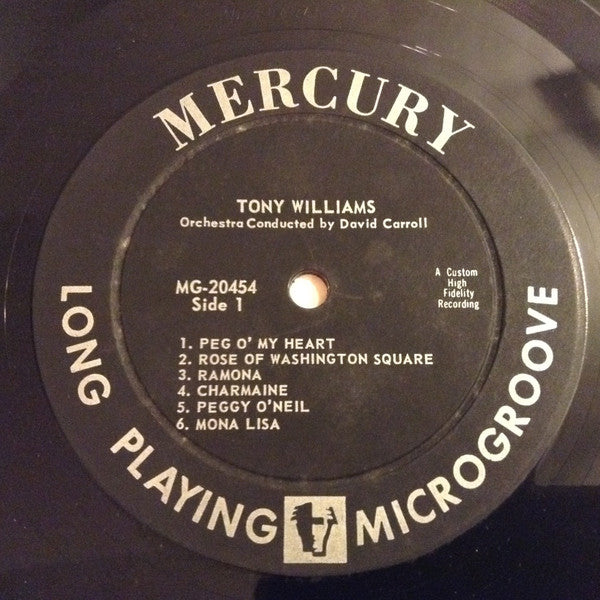 MERCURY
TONY WILLIAMS
Orchestra Conducted by David Carroll
MG-20454
Side 1
A Custom
High
Fidelity
Recording
1. PEG O' MY HEART
2. ROSE OF WASHINGTON SQUARE
3. RAMONA
4. CHARMAINE
5. PEGGY O'NEIL
6. MONA LISA
LONG PLAYING MICROGROOVE